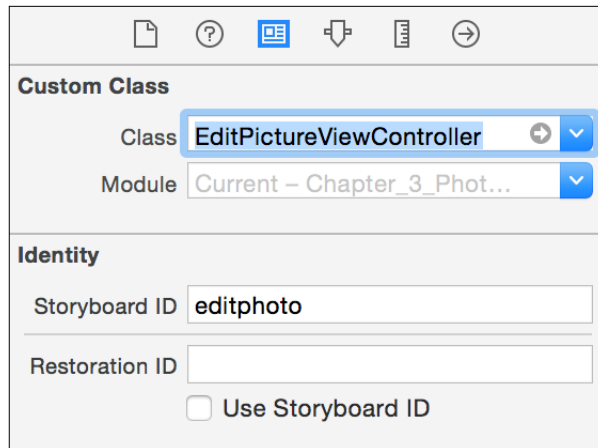 Custom Class
Class EditPictureViewController
Module Current – Chapter_3_Phot...
Identity
Storyboard ID editphoto
Restoration ID
Use Storyboard ID